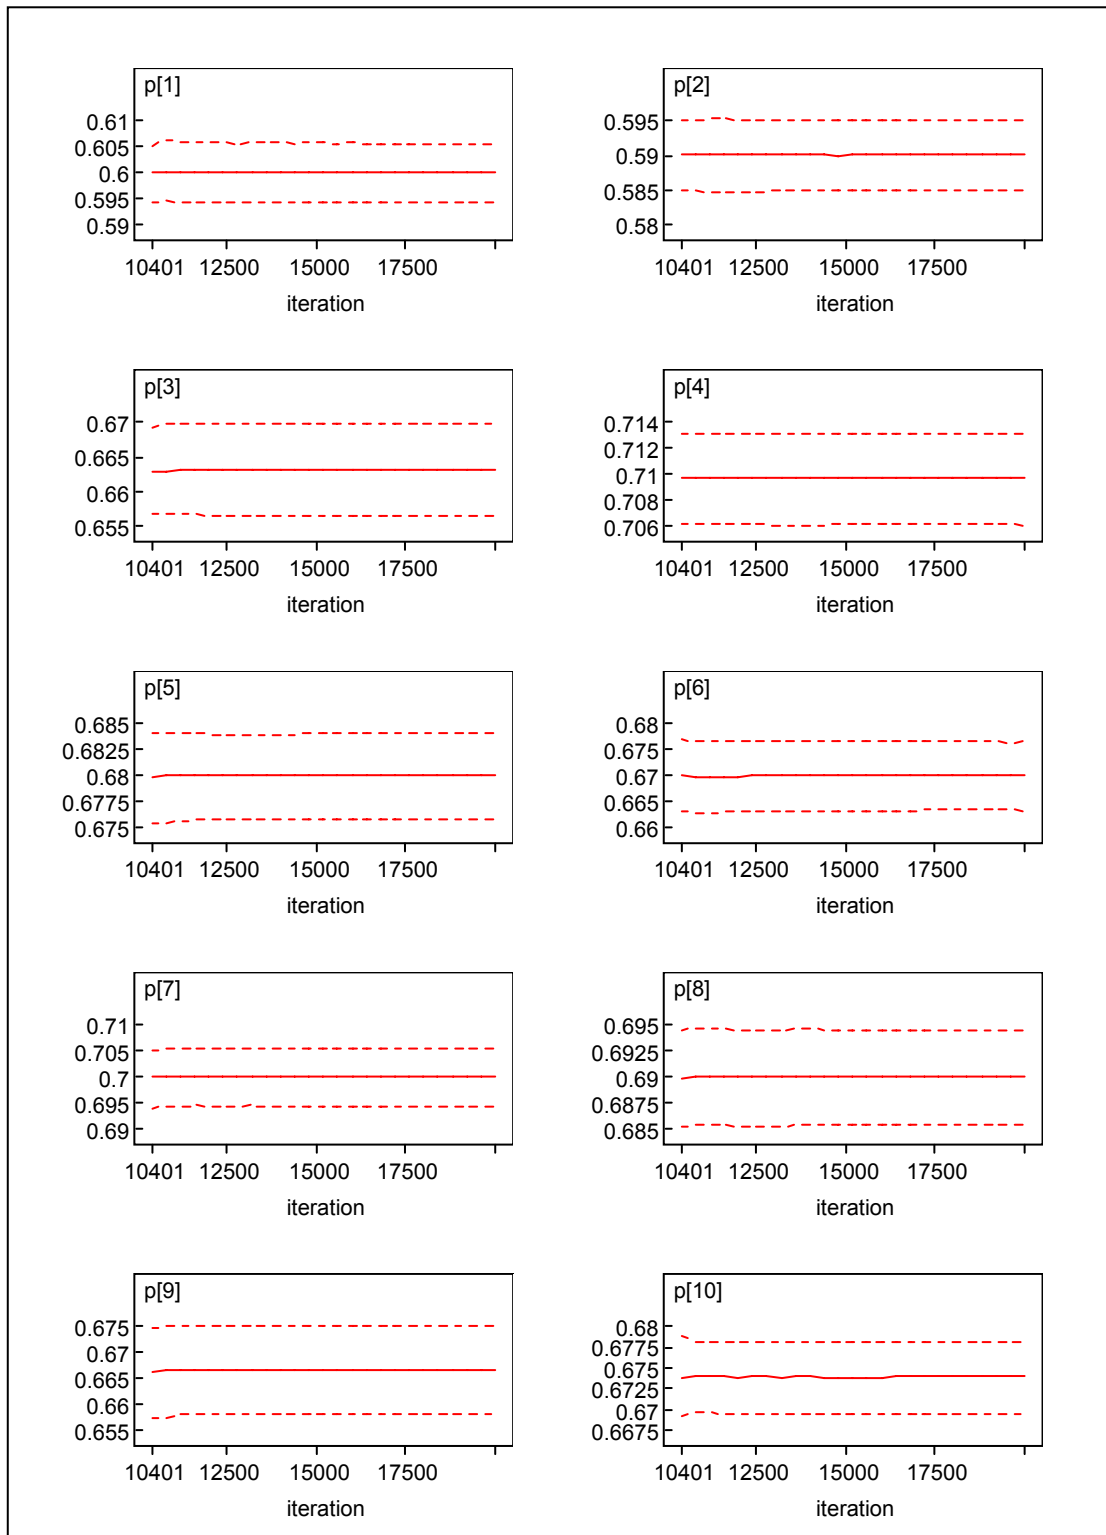 p[1]
0.61
0.605
0.6
0.595
0.59
10401 12500 15000 17500
iteration
p[2]
0.595
0.59
0.585
0.58
10401 12500 15000 17500
iteration
p[3]
0.67
0.665
0.66
0.655
10401 12500 15000 17500
iteration
p[4]
0.714
0.712
0.71
0.708
0.706
10401 12500 15000 17500
iteration
p[5]
0.685
0.6825
0.68
0.6775
0.675
10401 12500 15000 17500
iteration
p[6]
0.68
0.675
0.67
0.665
0.66
10401 12500 15000 17500
iteration
p[7]
0.71
0.705
0.7
0.695
0.69
10401 12500 15000 17500
iteration
p[8]
0.695
0.6925
0.69
0.6875
0.685
10401 12500 15000 17500
iteration
p[9]
0.675
0.67
0.665
0.66
0.655
10401 12500 15000 17500
iteration
p[10]
0.68
0.6775
0.675
0.6725
0.67
0.6675
10401 12500 15000 17500
iteration